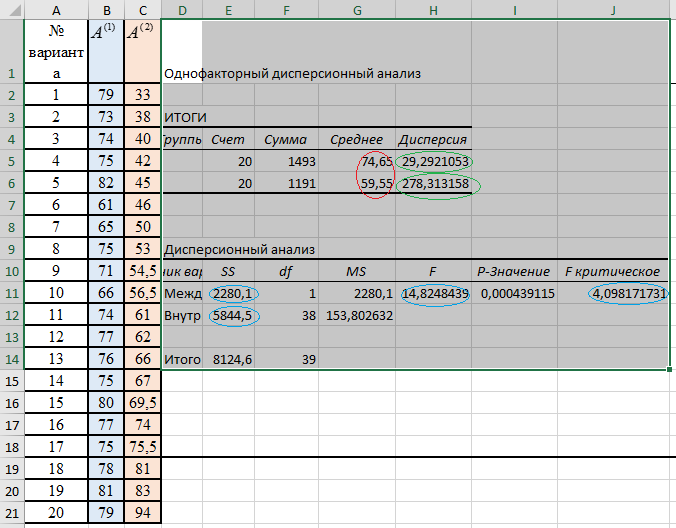 A B C D E F G H I J
№ вариант а A(1) A(2)
1 Однофакторный дисперсионный анализ
2 1 79 33
3 2 73 38 ИТОГИ
4 3 74 40 Группы Счет Сумма Среднее Дисперсия
5 4 75 42 20 1493 74,65 29,2921053
6 5 82 45 20 1191 59,55 278,313158
7 6 61 46
8 7 65 50
9 8 75 53 Дисперсионный анализ
10 9 71 54,5 ник вар SS df MS F P-Значение F критическое
11 10 66 56,5 Межд 2280,1 1 2280,1 14,8248439 0,000439115 4,098171731
12 11 74 61 Внутр 5844,5 38 153,802632
13 12 77 62
14 13 76 66 Итого 8124,6 39
15 14 75 67
16 15 80 69,5
17 16 77 74
18 17 75 75,5
19 18 78 81
20 19 81 83
21 20 79 94